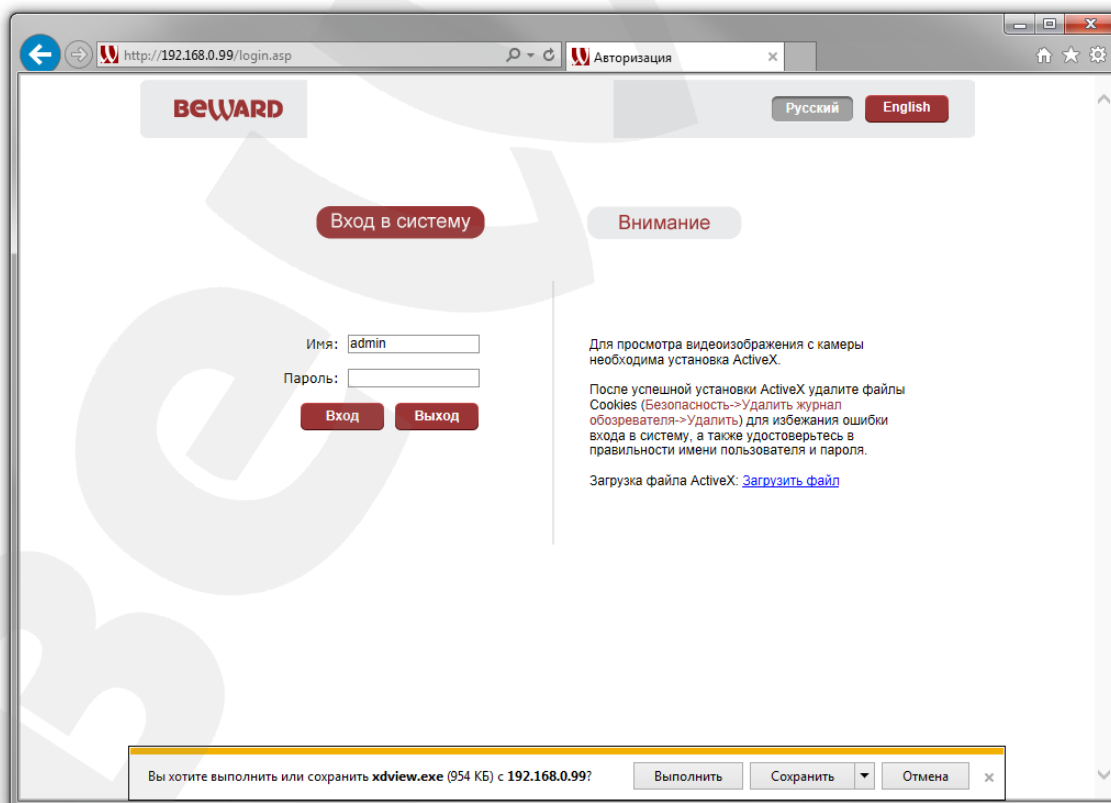 http://192.168.0.99/login.asp
Авторизация
BEWARD
Русский
English
Вход в систему
Внимание
Имя: admin
Пароль:
Вход
Выход
Для просмотра видеоизображения с камеры
необходима установка ActiveX.
После успешной установки ActiveX удалите файлы
Cookies (Безопасность->Удалить журнал
обозревателя->Удалить) для избежания ошибки
входа в систему, а также удостоверьтесь в
правильности имени пользователя и пароля.
Загрузка файла ActiveX: Загрузить файл
Вы хотите выполнить или сохранить xdview.exe (954 КБ) с 192.168.0.99?
Выполнить
Сохранить
Отмена